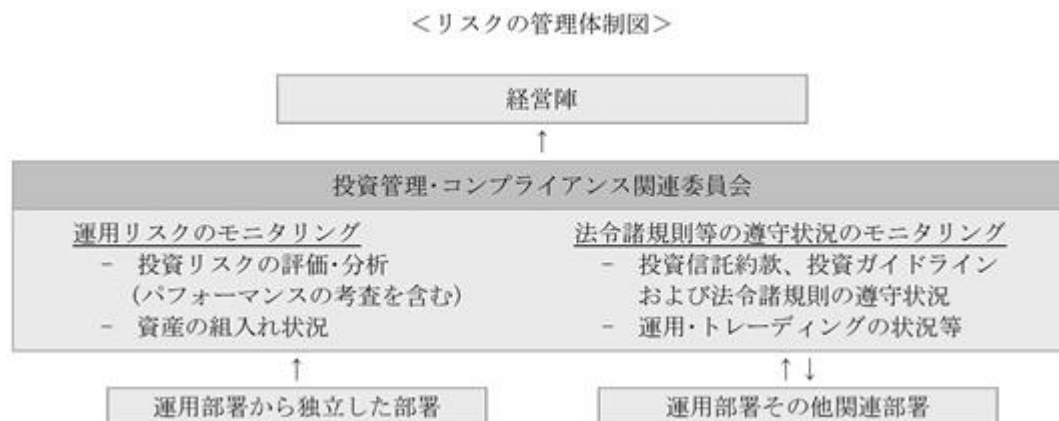 ＜リスクの管理体制図＞
経営陣
↑
投資管理･コンプライアンス関連委員会
運用リスクのモニタリング
－ 投資リスクの評価･分析
(パフォーマンスの考査を含む)
－ 資産の組入れ状況
法令諸規則等の遵守状況のモニタリング
－ 投資信託約款、投資ガイドライン
および法令諸規則の遵守状況
－ 運用･トレーディングの状況等
↑
↑↓
運用部署から独立した部署
運用部署その他関連部署